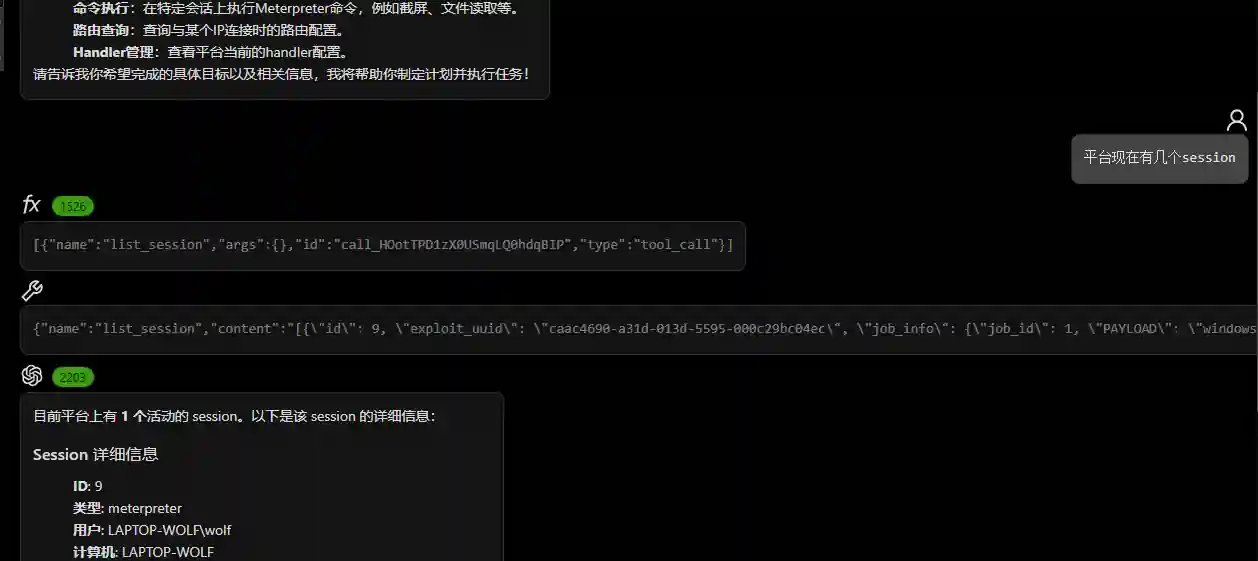 命令执行：在特定会话上执行Meterpreter命令，例如截屏、文件读取等。
路由查询：查询与某个IP连接时的路由配置。
Handler管理：查看平台当前的handler配置。
请告诉我你希望完成的具体目标以及相关信息，我将帮助你制定计划并执行任务！
平台现在有几个session
fx 1526
[{"name":"list_session","args":{},"id":"call_HOotTPD1zX0USmqLQ0hdqBIP","type":"tool_call"}]
{"name":"list_session","content":"[{\"id\": 9, \"exploit_uuid\": \"caac4690-a31d-013d-5595-000c29bc04ec\", \"job_info\": {\"job_id\": 1, \"PAYLOAD\": \"windows
2203
目前平台上有 1 个活动的 session。以下是该 session 的详细信息：
Session 详细信息
ID: 9
类型: meterpreter
用户: LAPTOP-WOLF\wolf
计算机: LAPTOP-WOLF